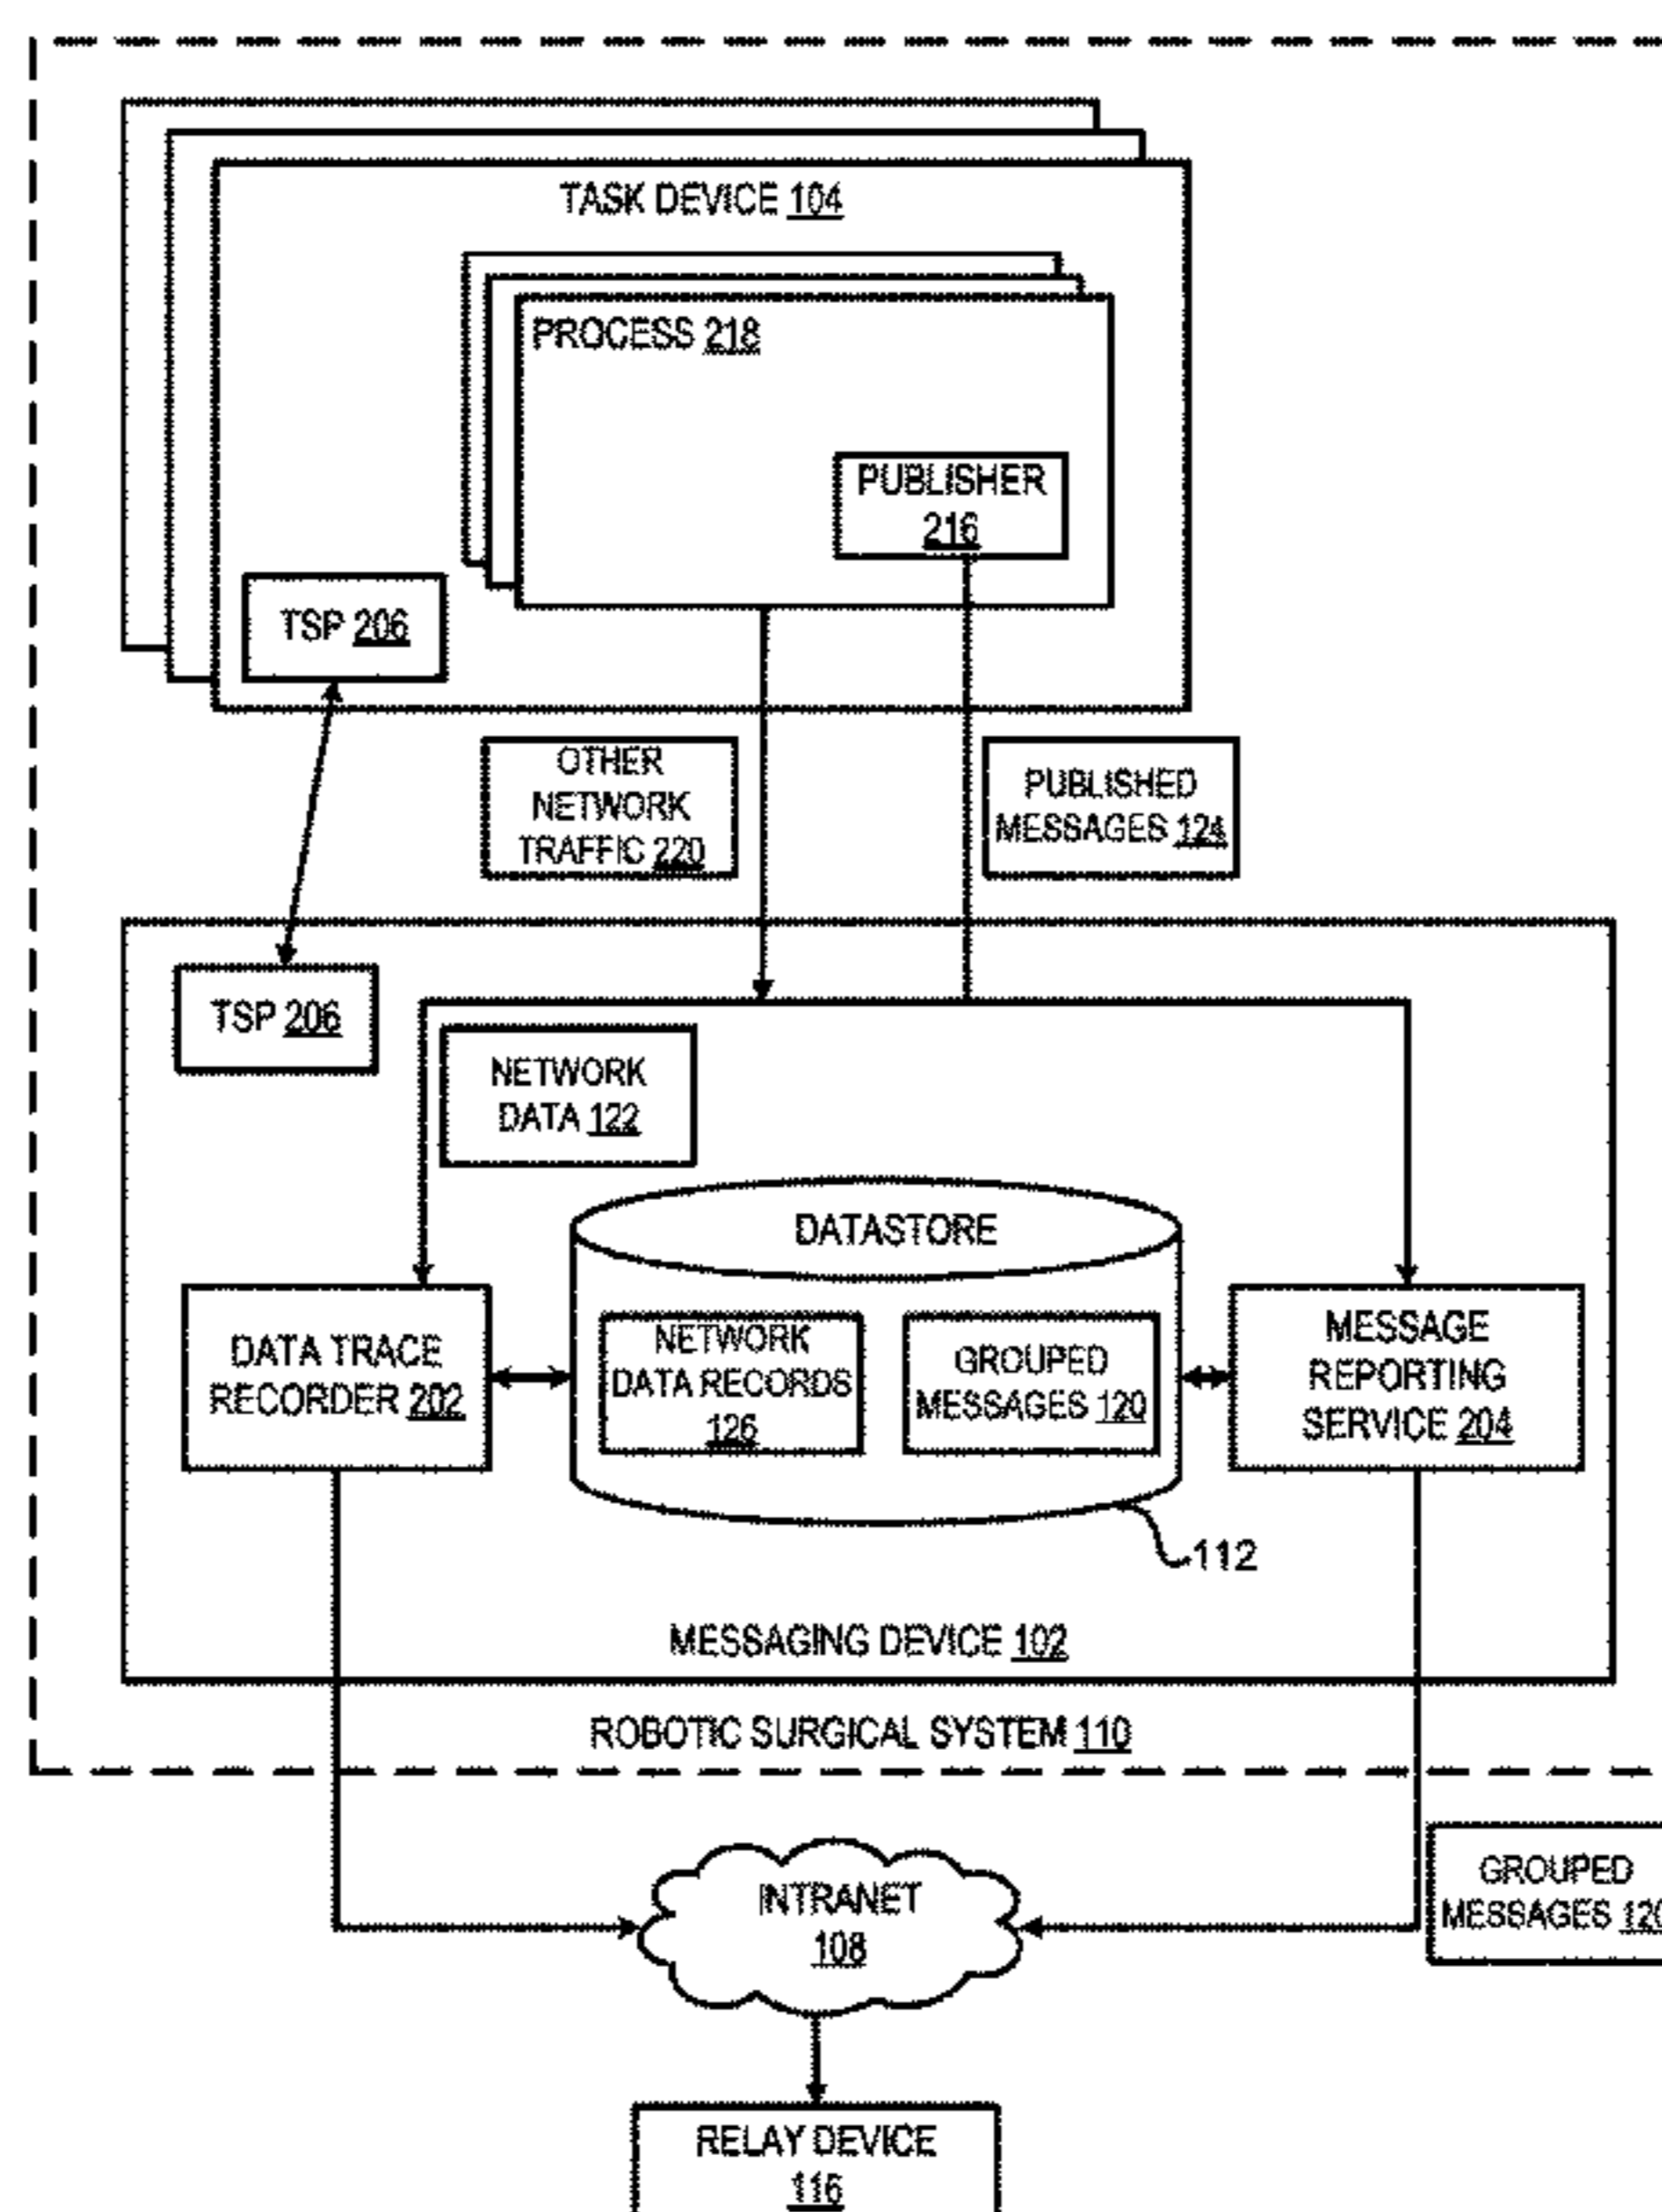 TASK DEVICE 104
PROCESS 218
PUBLISHER
216
TSP 206
OTHER
NETWORK
TRAFFIC 220
PUBLISHED
MESSAGES 124
TSP 206
NETWORK
DATA 122
DATASTORE
DATA TRACE
RECORDER 202
NETWORK
DATA RECORDS
126
GROUPED
MESSAGES 120
MESSAGE
REPORTING
SERVICE 204
112
MESSAGING DEVICE 102
ROBOTIC SURGICAL SYSTEM 110
INTRANET
108
GROUPED
MESSAGES 120
RELAY DEVICE
116